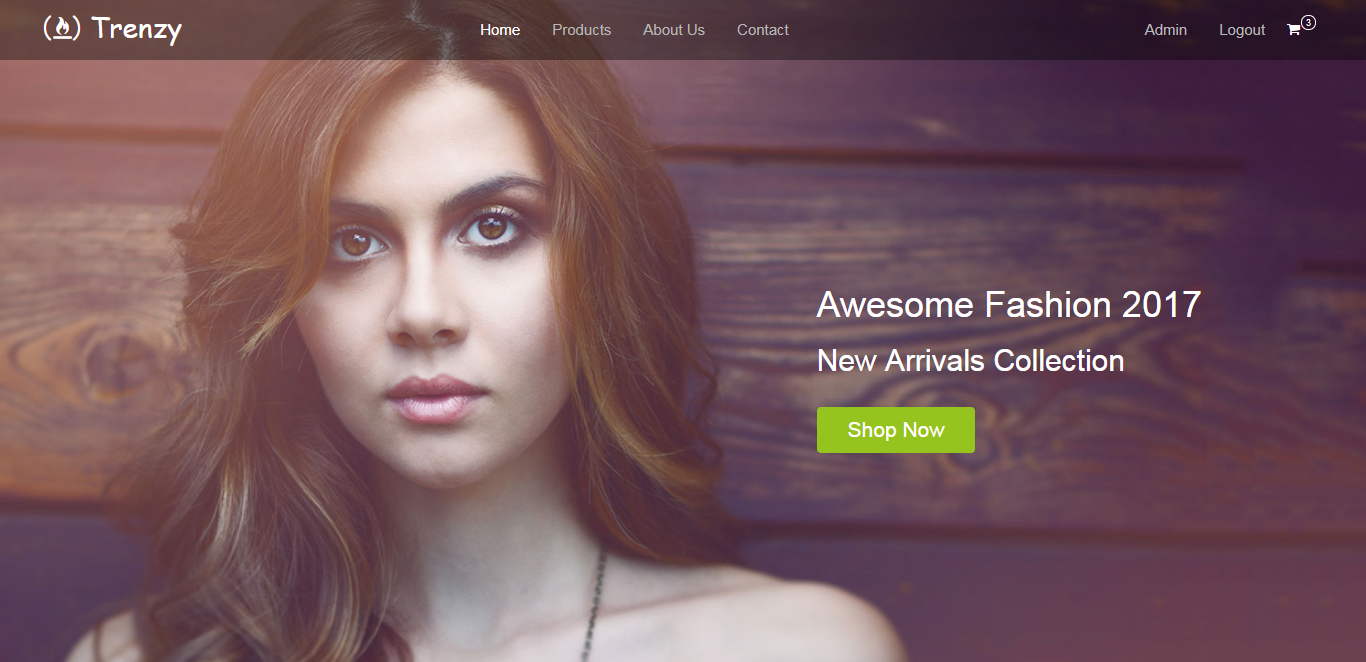 Trenzy
Home Products About Us Contact
Admin Logout 3
Awesome Fashion 2017
New Arrivals Collection
Shop Now